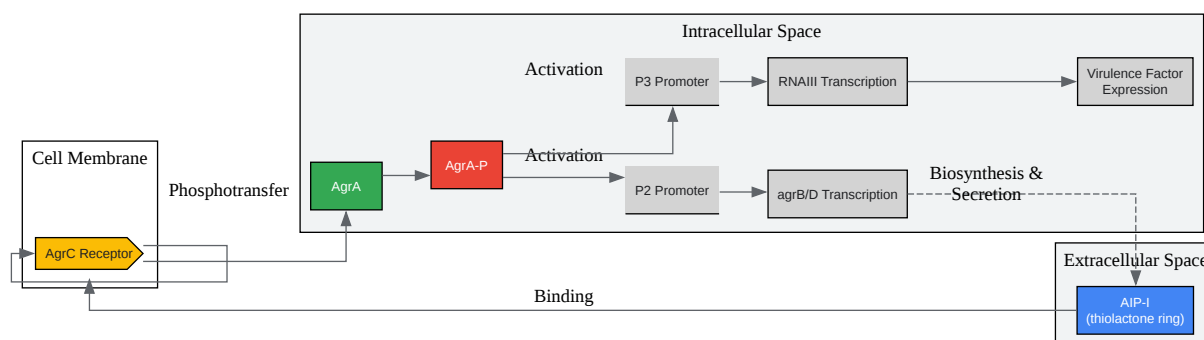 Intracellular Space
Activation
P3 Promoter
RNAIII Transcription
Virulence Factor
Expression
Cell Membrane
Phosphotransfer
AgrA
AgrA-P
Activation
P2 Promoter
agrB/D Transcription
Biosynthesis &
Secretion
AgrC Receptor
Extracellular Space
Binding
AIP-I
(thiolactone ring)